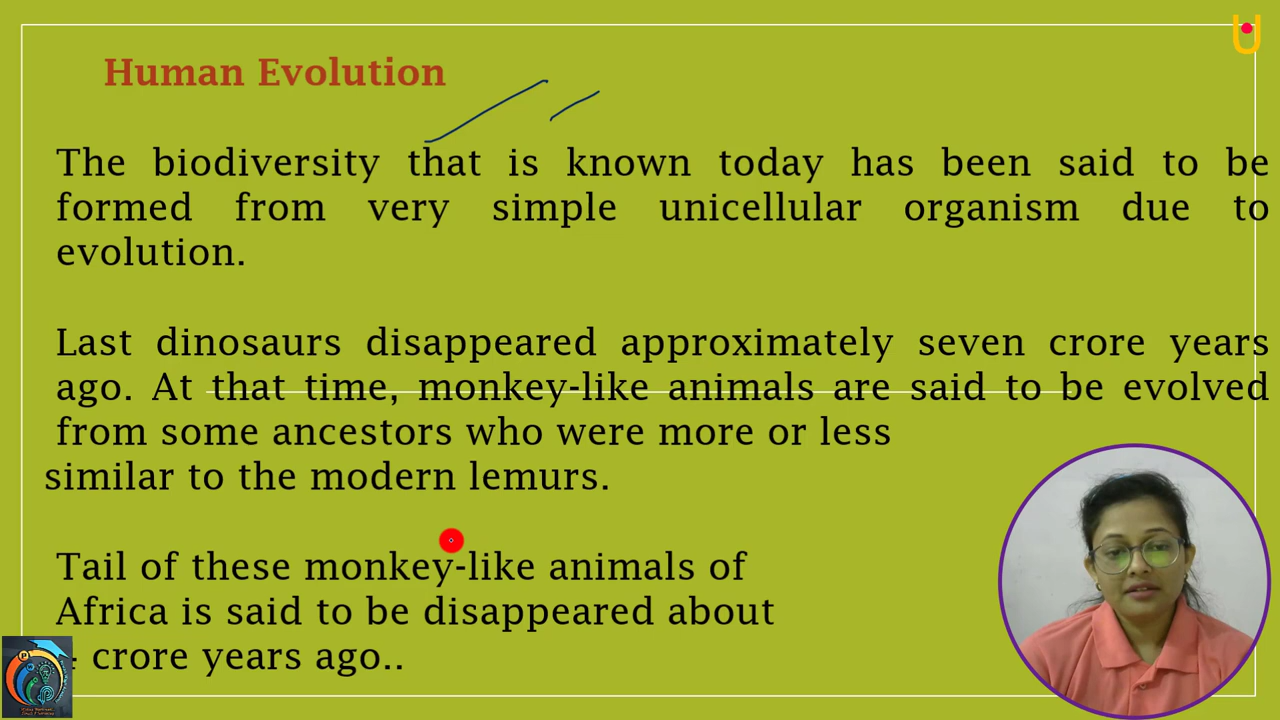 Human Evolution
The biodiversity that is known today has been said to be
formed from very simple unicellular organism due to
evolution.
Last dinosaurs disappeared approximately seven crore years
ago. At that time, monkey-like animals are said to be evolved
from some ancestors who were more or less
similar to the modern lemurs.
Tail of these monkey-like animals of
Africa is said to be disappeared about
crore years ago..